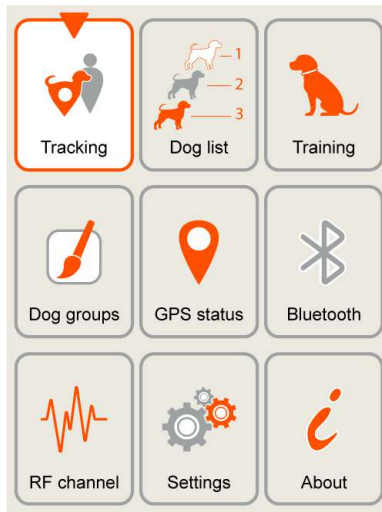 1
2
3
Tracking Dog list Training
Dog groups GPS status Bluetooth
RF channel Settings About